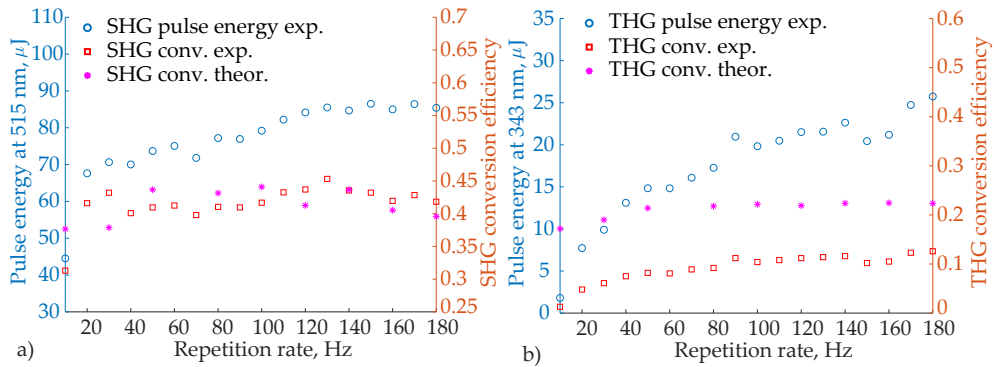 110
100
90
80
70
60
50
40
30
Pulse energy at 515 nm, μJ
SHG pulse energy exp.
SHG conv. exp.
SHG conv. theor.
0.7
0.65
0.6
0.55
0.5
0.45
0.4
0.35
0.3
0.25
SHG conversion efficiency
20 40 60 80 100 120 140 160 180
a) Repetition rate, Hz
35
30
25
20
15
10
5
0
Pulse energy at 343 nm, μJ
THG pulse energy exp.
THG conv. exp.
THG conv. theor.
0.6
0.5
0.4
0.3
0.2
0.1
0
THG conversion efficiency
20 40 60 80 100 120 140 160 180
b) Repetition rate, Hz